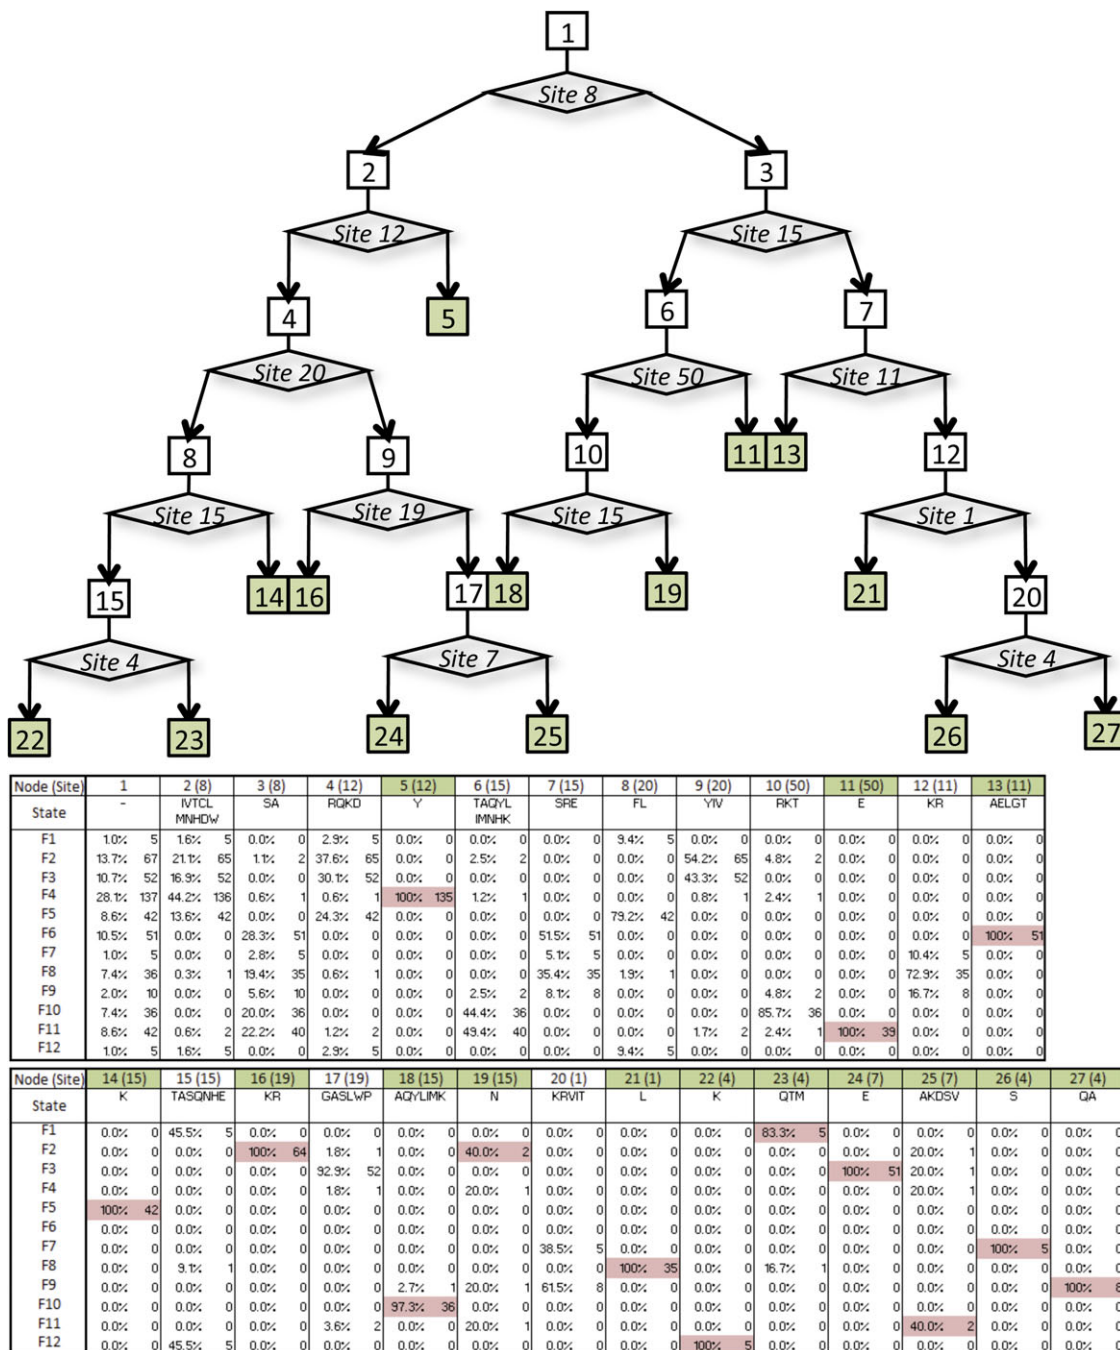 1
Site 8
2 3
Site 12 Site 15
4 5 6 7
Site 20 Site 50 Site 11
8 9 10 11 13 12
Site 15 Site 19 Site 15 Site 1
15 14 16 17 18 19 21 20
Site 4 Site 7 Site 4
22 23 24 25 26 27
Node (Site) 1 2 (8) 3 (8) 4 (12) 5 (12) 6 (15) 7 (15) 8 (20) 9 (20) 10 (50) 11 (50) 12 (11) 13 (11)
State - IVTCL MNHDW SA RQKD Y TAQYL IMNHK SRE FL YIV RKT E KR AELGT
F1 1.0% 5 1.6% 5 0.0% 0 2.9% 5 0.0% 0 0.0% 0 0.0% 0 9.4% 5 0.0% 0 0.0% 0 0.0% 0 0.0% 0 0.0% 0
F2 13.7% 67 21.1% 65 1.1% 2 37.6% 65 0.0% 0 2.5% 2 0.0% 0 0.0% 0 54.2% 65 4.8% 2 0.0% 0 0.0% 0 0.0% 0
F3 10.7% 52 16.9% 52 0.0% 0 30.1% 52 0.0% 0 0.0% 0 0.0% 0 0.0% 0 43.3% 52 0.0% 0 0.0% 0 0.0% 0 0.0% 0
F4 28.1% 137 44.2% 136 0.6% 1 0.6% 1 100% 135 1.2% 1 0.0% 0 0.0% 0 0.8% 1 2.4% 1 0.0% 0 0.0% 0 0.0% 0
F5 8.6% 42 13.6% 42 0.0% 0 24.3% 42 0.0% 0 0.0% 0 0.0% 0 79.2% 42 0.0% 0 0.0% 0 0.0% 0 0.0% 0 0.0% 0
F6 10.5% 51 0.0% 0 28.3% 51 0.0% 0 0.0% 0 0.0% 0 51.5% 51 0.0% 0 0.0% 0 0.0% 0 0.0% 0 0.0% 0 100% 51
F7 1.0% 5 0.0% 0 2.8% 5 0.0% 0 0.0% 0 0.0% 0 5.1% 5 0.0% 0 0.0% 0 0.0% 0 0.0% 0 10.4% 5 0.0% 0
F8 7.4% 36 0.3% 1 19.4% 35 0.6% 1 0.0% 0 0.0% 0 35.4% 35 1.9% 1 0.0% 0 0.0% 0 0.0% 0 72.9% 35 0.0% 0
F9 2.0% 10 0.0% 0 5.6% 10 0.0% 0 0.0% 0 2.5% 2 8.1% 8 0.0% 0 0.0% 0 4.8% 2 0.0% 0 16.7% 8 0.0% 0
F10 7.4% 36 0.0% 0 20.0% 36 0.0% 0 0.0% 0 44.4% 36 0.0% 0 0.0% 0 0.0% 0 85.7% 36 0.0% 0 0.0% 0 0.0% 0
F11 8.6% 42 0.6% 2 22.2% 40 1.2% 2 0.0% 0 49.4% 40 0.0% 0 0.0% 0 1.7% 2 2.4% 1 100% 39 0.0% 0 0.0% 0
F12 1.0% 5 1.6% 5 0.0% 0 2.9% 5 0.0% 0 0.0% 0 0.0% 0 9.4% 5 0.0% 0 0.0% 0 0.0% 0 0.0% 0 0.0% 0
Node (Site) 14 (15) 15 (15) 16 (19) 17 (19) 18 (15) 19 (15) 20 (1) 21 (1) 22 (4) 23 (4) 24 (7) 25 (7) 26 (4) 27 (4)
State K TASQNHE KR GASLWP AQYLIMK N KRVIT L K QTM E AKDSV S QA
F1 0.0% 0 45.5% 5 0.0% 0 0.0% 0 0.0% 0 0.0% 0 0.0% 0 0.0% 0 0.0% 0 83.3% 5 0.0% 0 0.0% 0 0.0% 0 0.0% 0
F2 0.0% 0 0.0% 0 100% 64 1.8% 1 0.0% 0 40.0% 2 0.0% 0 0.0% 0 0.0% 0 0.0% 0 0.0% 0 20.0% 1 0.0% 0 0.0% 0
F3 0.0% 0 0.0% 0 0.0% 0 92.9% 52 0.0% 0 0.0% 0 0.0% 0 0.0% 0 0.0% 0 0.0% 0 100% 51 20.0% 1 0.0% 0 0.0% 0
F4 0.0% 0 0.0% 0 0.0% 0 1.8% 1 0.0% 0 20.0% 1 0.0% 0 0.0% 0 0.0% 0 0.0% 0 0.0% 0 20.0% 1 0.0% 0 0.0% 0
F5 100% 42 0.0% 0 0.0% 0 0.0% 0 0.0% 0 0.0% 0 0.0% 0 0.0% 0 0.0% 0 0.0% 0 0.0% 0 0.0% 0 0.0% 0 0.0% 0
F6 0.0% 0 0.0% 0 0.0% 0 0.0% 0 0.0% 0 0.0% 0 0.0% 0 0.0% 0 0.0% 0 0.0% 0 0.0% 0 0.0% 0 0.0% 0 0.0% 0
F7 0.0% 0 0.0% 0 0.0% 0 0.0% 0 0.0% 0 0.0% 0 38.5% 5 0.0% 0 0.0% 0 0.0% 0 0.0% 0 0.0% 0 100% 5 0.0% 0
F8 0.0% 0 9.1% 1 0.0% 0 0.0% 0 0.0% 0 0.0% 0 0.0% 0 100% 35 0.0% 0 16.7% 1 0.0% 0 0.0% 0 0.0% 0 0.0% 0
F9 0.0% 0 0.0% 0 0.0% 0 0.0% 0 2.7% 1 20.0% 1 61.5% 8 0.0% 0 0.0% 0 0.0% 0 0.0% 0 0.0% 0 0.0% 0 100% 8
F10 0.0% 0 0.0% 0 0.0% 0 0.0% 0 97.3% 36 0.0% 0 0.0% 0 0.0% 0 0.0% 0 0.0% 0 0.0% 0 0.0% 0 0.0% 0 0.0% 0
F11 0.0% 0 0.0% 0 0.0% 0 3.6% 2 0.0% 0 20.0% 1 0.0% 0 0.0% 0 0.0% 0 0.0% 0 0.0% 0 40.0% 2 0.0% 0 0.0% 0
F12 0.0% 0 45.5% 5 0.0% 0 0.0% 0 0.0% 0 0.0% 0 0.0% 0 0.0% 0 100% 5 0.0% 0 0.0% 0 0.0% 0 0.0% 0 0.0% 0